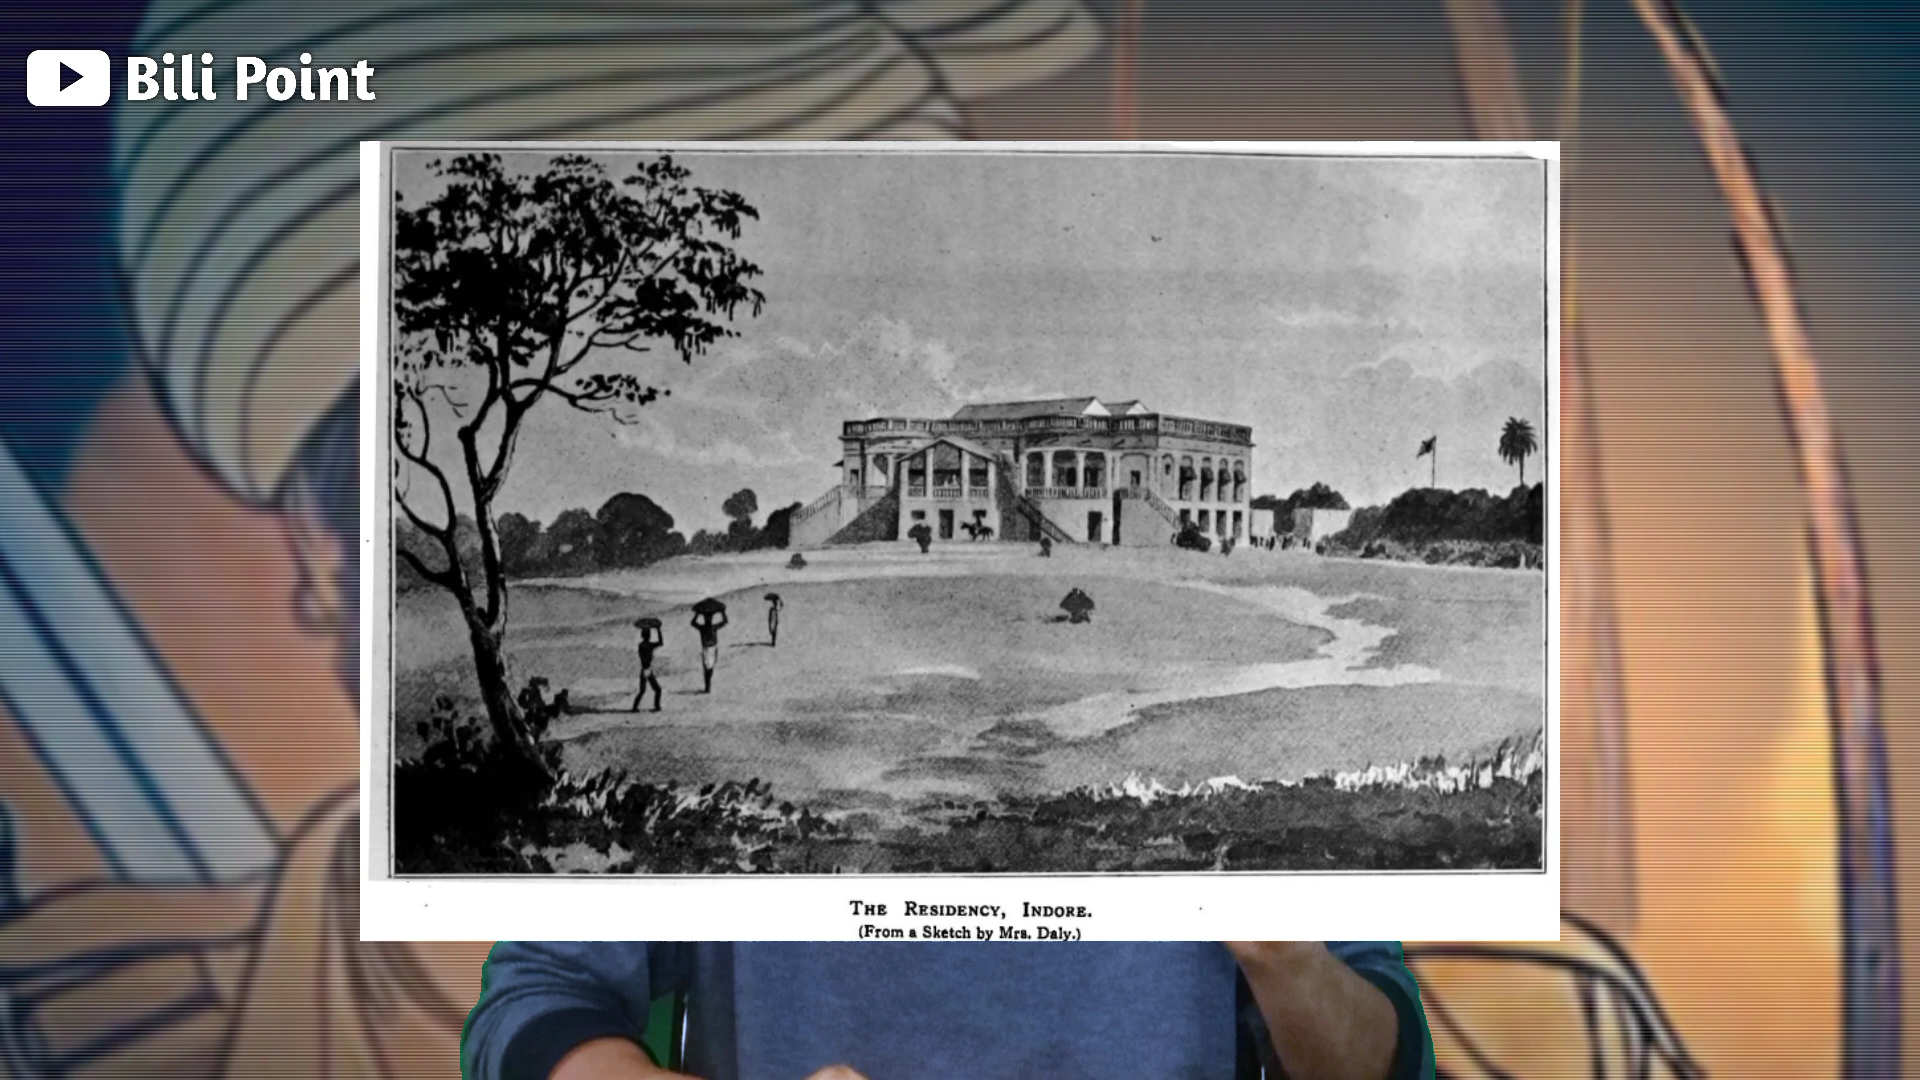 Bili Point
THE RESIDENCY, INDORE.
(From a Sketch by Mrs. Daly.)